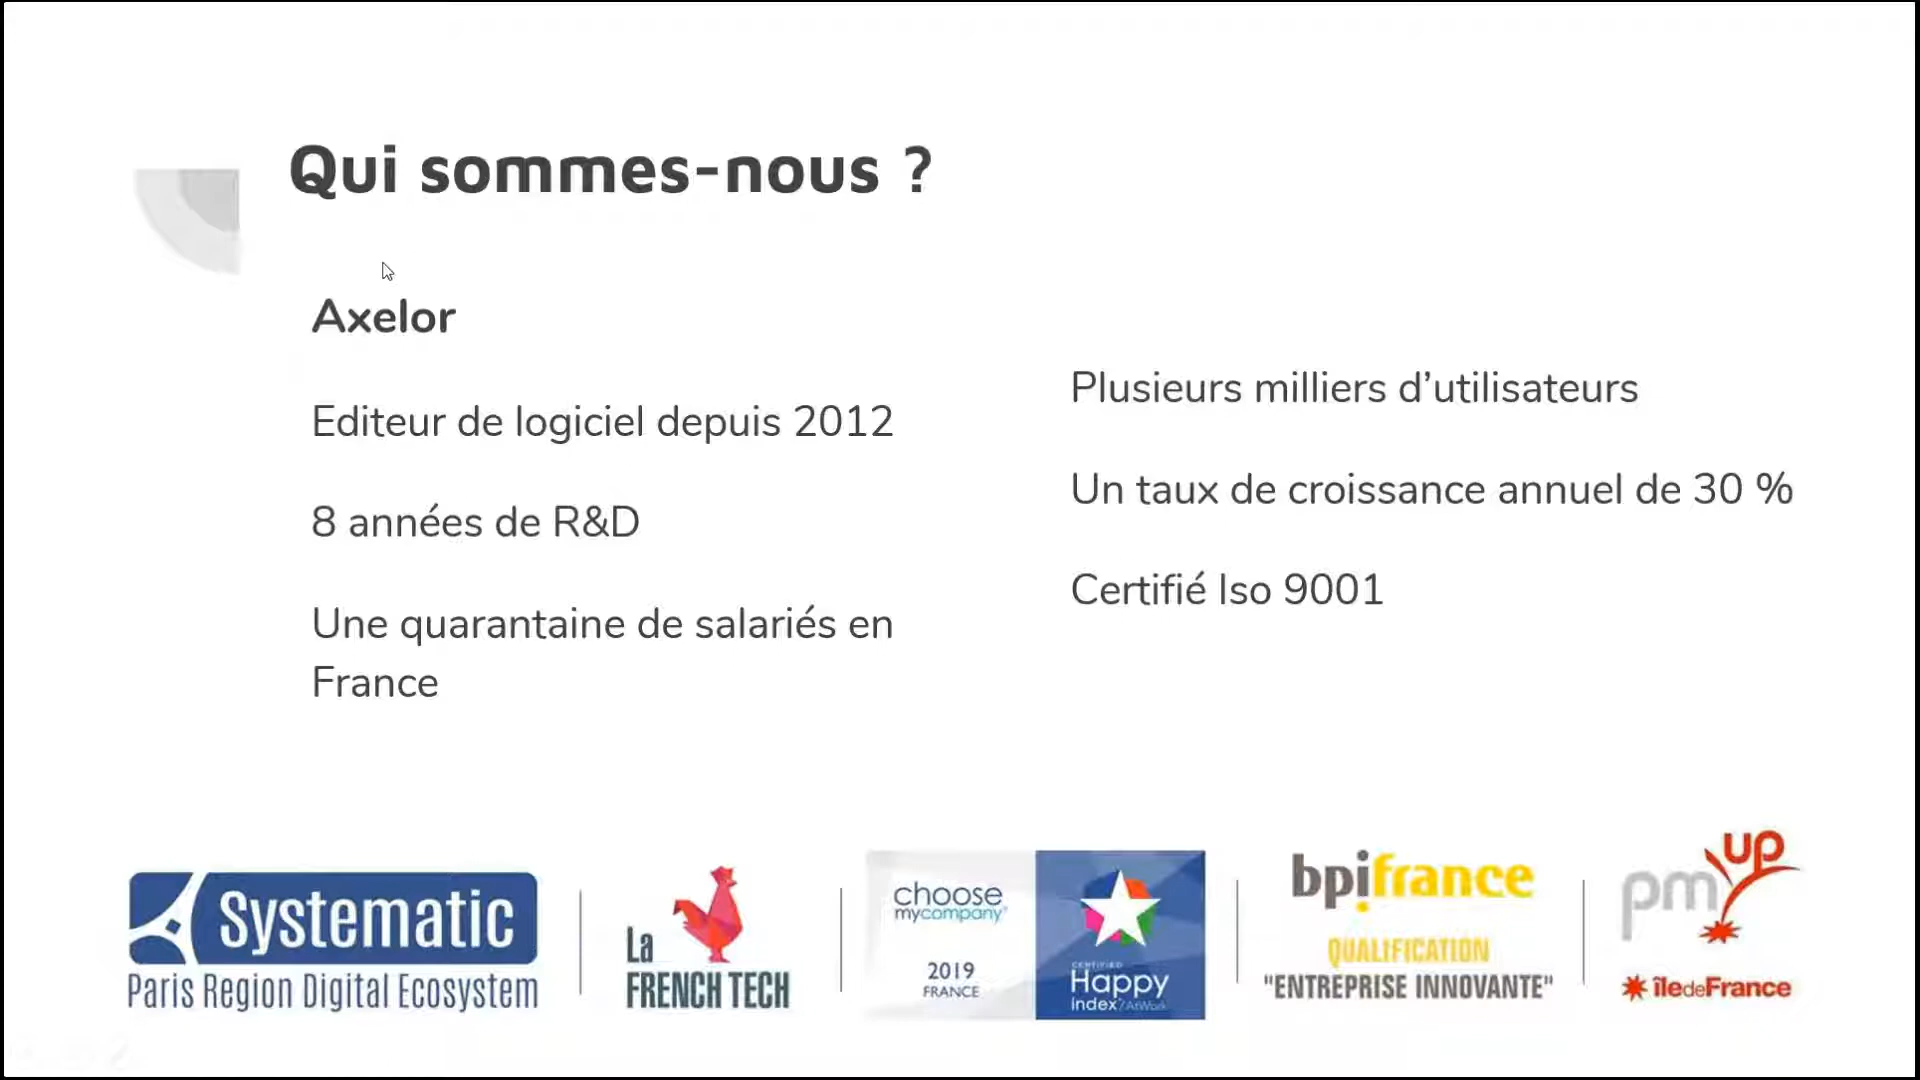 Qui sommes-nous ?
Axelor
Editeur de logiciel depuis 2012
8 années de R&D
Une quarantaine de salariés en
France
Plusieurs milliers d’utilisateurs
Un taux de croissance annuel de 30 %
Certifié Iso 9001
Systematic
Paris Region Digital Ecosystem
La
FRENCH TECH
choose
mycompany
2019
FRANCE
CERTIFIED
Happy
index/AtWork
bpifrance
QUALIFICATION
"ENTREPRISE INNOVANTE"
pm up
îledeFrance